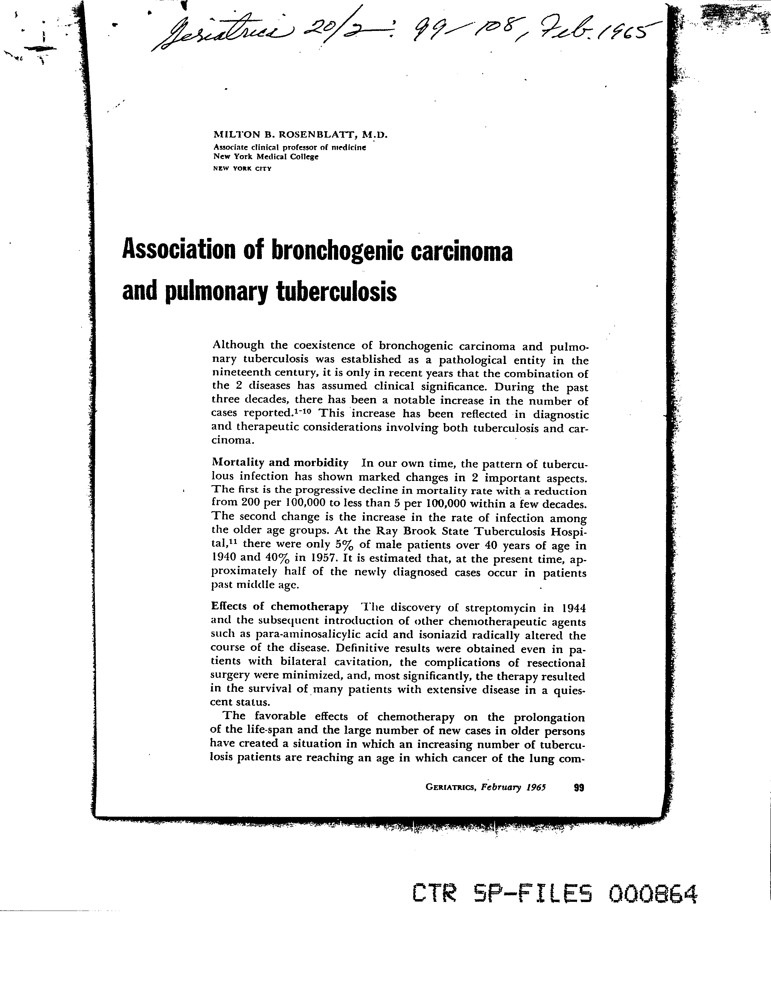 Geriatrics 20/2: 99-108, Feb. 1965
MILTON B. ROSENBLATT, M.D.
Associate clinical professor of medicine
New York Medical College
NEW YORK CITY
Association of bronchogenic carcinoma
and pulmonary tuberculosis
Although the coexistence of bronchogenic carcinoma and pulmo-
nary tuberculosis was established as a pathological entity in the
nineteenth century, it is only in recent years that the combination of
the 2 diseases has assumed clinical significance. During the past
three decades, there has been a notable increase in the number of
cases reported.¹⁻¹⁰ This increase has been reflected in diagnostic
and therapeutic considerations involving both tuberculosis and car-
cinoma.
Mortality and morbidity In our own time, the pattern of tubercu-
lous infection has shown marked changes in 2 important aspects.
The first is the progressive decline in mortality rate with a reduction
from 200 per 100,000 to less than 5 per 100,000 within a few decades.
The second change is the increase in the rate of infection among
the older age groups. At the Ray Brook State Tuberculosis Hospi-
tal,¹¹ there were only 5% of male patients over 40 years of age in
1940 and 40% in 1957. It is estimated that, at the present time, ap-
proximately half of the newly diagnosed cases occur in patients
past middle age.
Effects of chemotherapy The discovery of streptomycin in 1944
and the subsequent introduction of other chemotherapeutic agents
such as para-aminosalicylic acid and isoniazid radically altered the
course of the disease. Definitive results were obtained even in pa-
tients with bilateral cavitation, the complications of resectional
surgery were minimized, and, most significantly, the therapy resulted
in the survival of many patients with extensive disease in a quies-
cent status.
The favorable effects of chemotherapy on the prolongation
of the life-span and the large number of new cases in older persons
have created a situation in which an increasing number of tubercu-
losis patients are reaching an age in which cancer of the lung com-
GERIATRICS, February 1965 99
CTR SP-FILES 000864